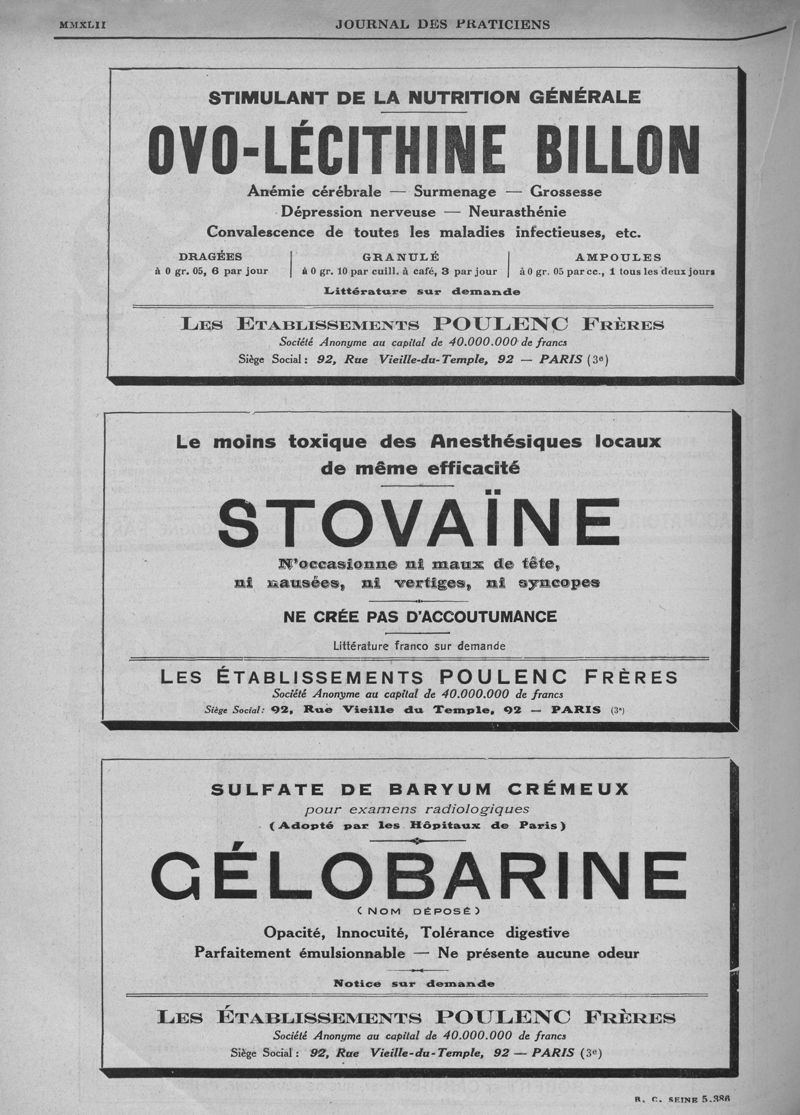 MMXLII
JOURNAL DES PRATICIENS
STIMULANT DE LA NUTRITION GÉNÉRALE
OVO-LÉCITHINE BILLON
Anémie cérébrale — Surmenage — Grossesse
Dépression nerveuse — Neurasthénie
Convalescence de toutes les maladies infectieuses, etc.
DRAGÉES
à 0 gr. 05, 6 par jour
GRANULÉ
à 0 gr. 10 par cuill. à café, 3 par jour
AMPOULES
à 0 gr. 05 par cc., 1 tous les deux jours
Littérature sur demande
LES ETABLISSEMENTS POULENC FRÈRES
Société Anonyme au capital de 40.000.000 de francs
Siège Social : 92, Rue Vieille-du-Temple, 92 — PARIS (3e)
Le moins toxique des Anesthésiques locaux
de même efficacité
STOVAÏNE
N'occasionne ni maux de tête,
ni nausées, ni vertiges, ni syncopes
NE CRÉE PAS D'ACCOUTUMANCE
Littérature franco sur demande
LES ÉTABLISSEMENTS POULENC FRÈRES
Société Anonyme au capital de 40.000.000 de francs
Siège Social : 92, Rue Vieille du Temple, 92 — PARIS (3e)
SULFATE DE BARYUM CRÉMEUX
pour examens radiologiques
(Adopté par les Hôpitaux de Paris)
GÉLOBARINE
(NOM DÉPOSÉ)
Opacité, Innocuité, Tolérance digestive
Parfaitement émulsionnable — Ne présente aucune odeur
Notice sur demande
LES ÉTABLISSEMENTS POULENC FRÈRES
Société Anonyme au capital de 40.000.000 de francs
Siège Social : 92, Rue Vieille-du-Temple, 92 — PARIS (3e)
R. C. SEINE 5.386